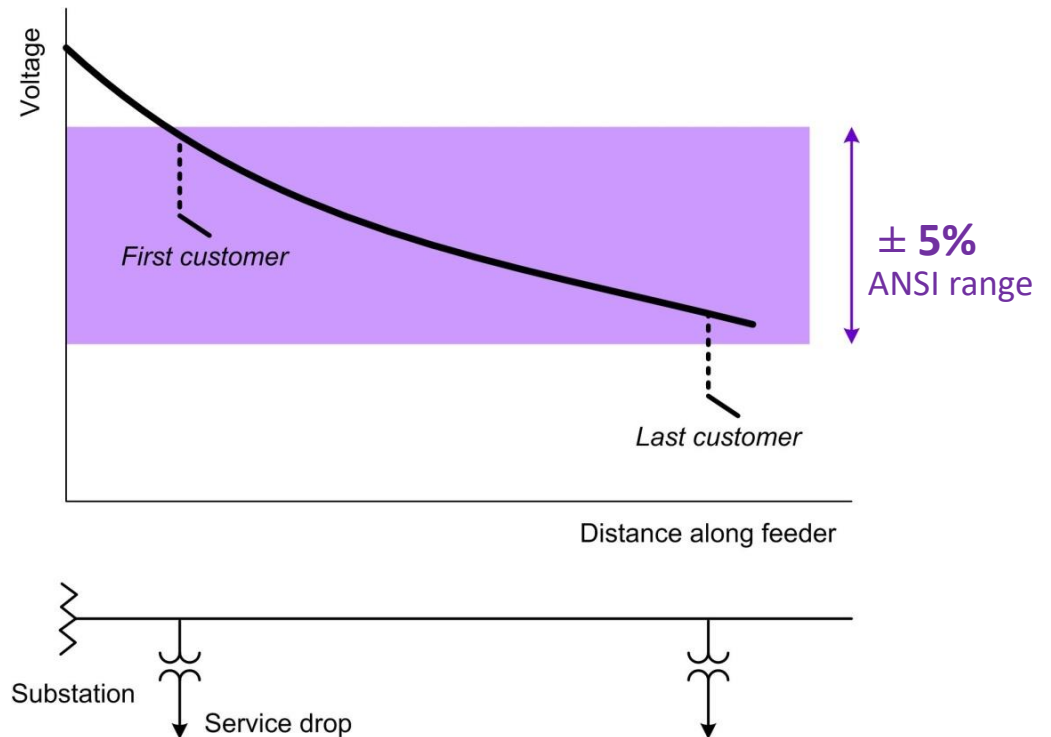 Voltage
First customer
± 5%
ANSI range
Last customer
Distance along feeder
Substation
Service drop